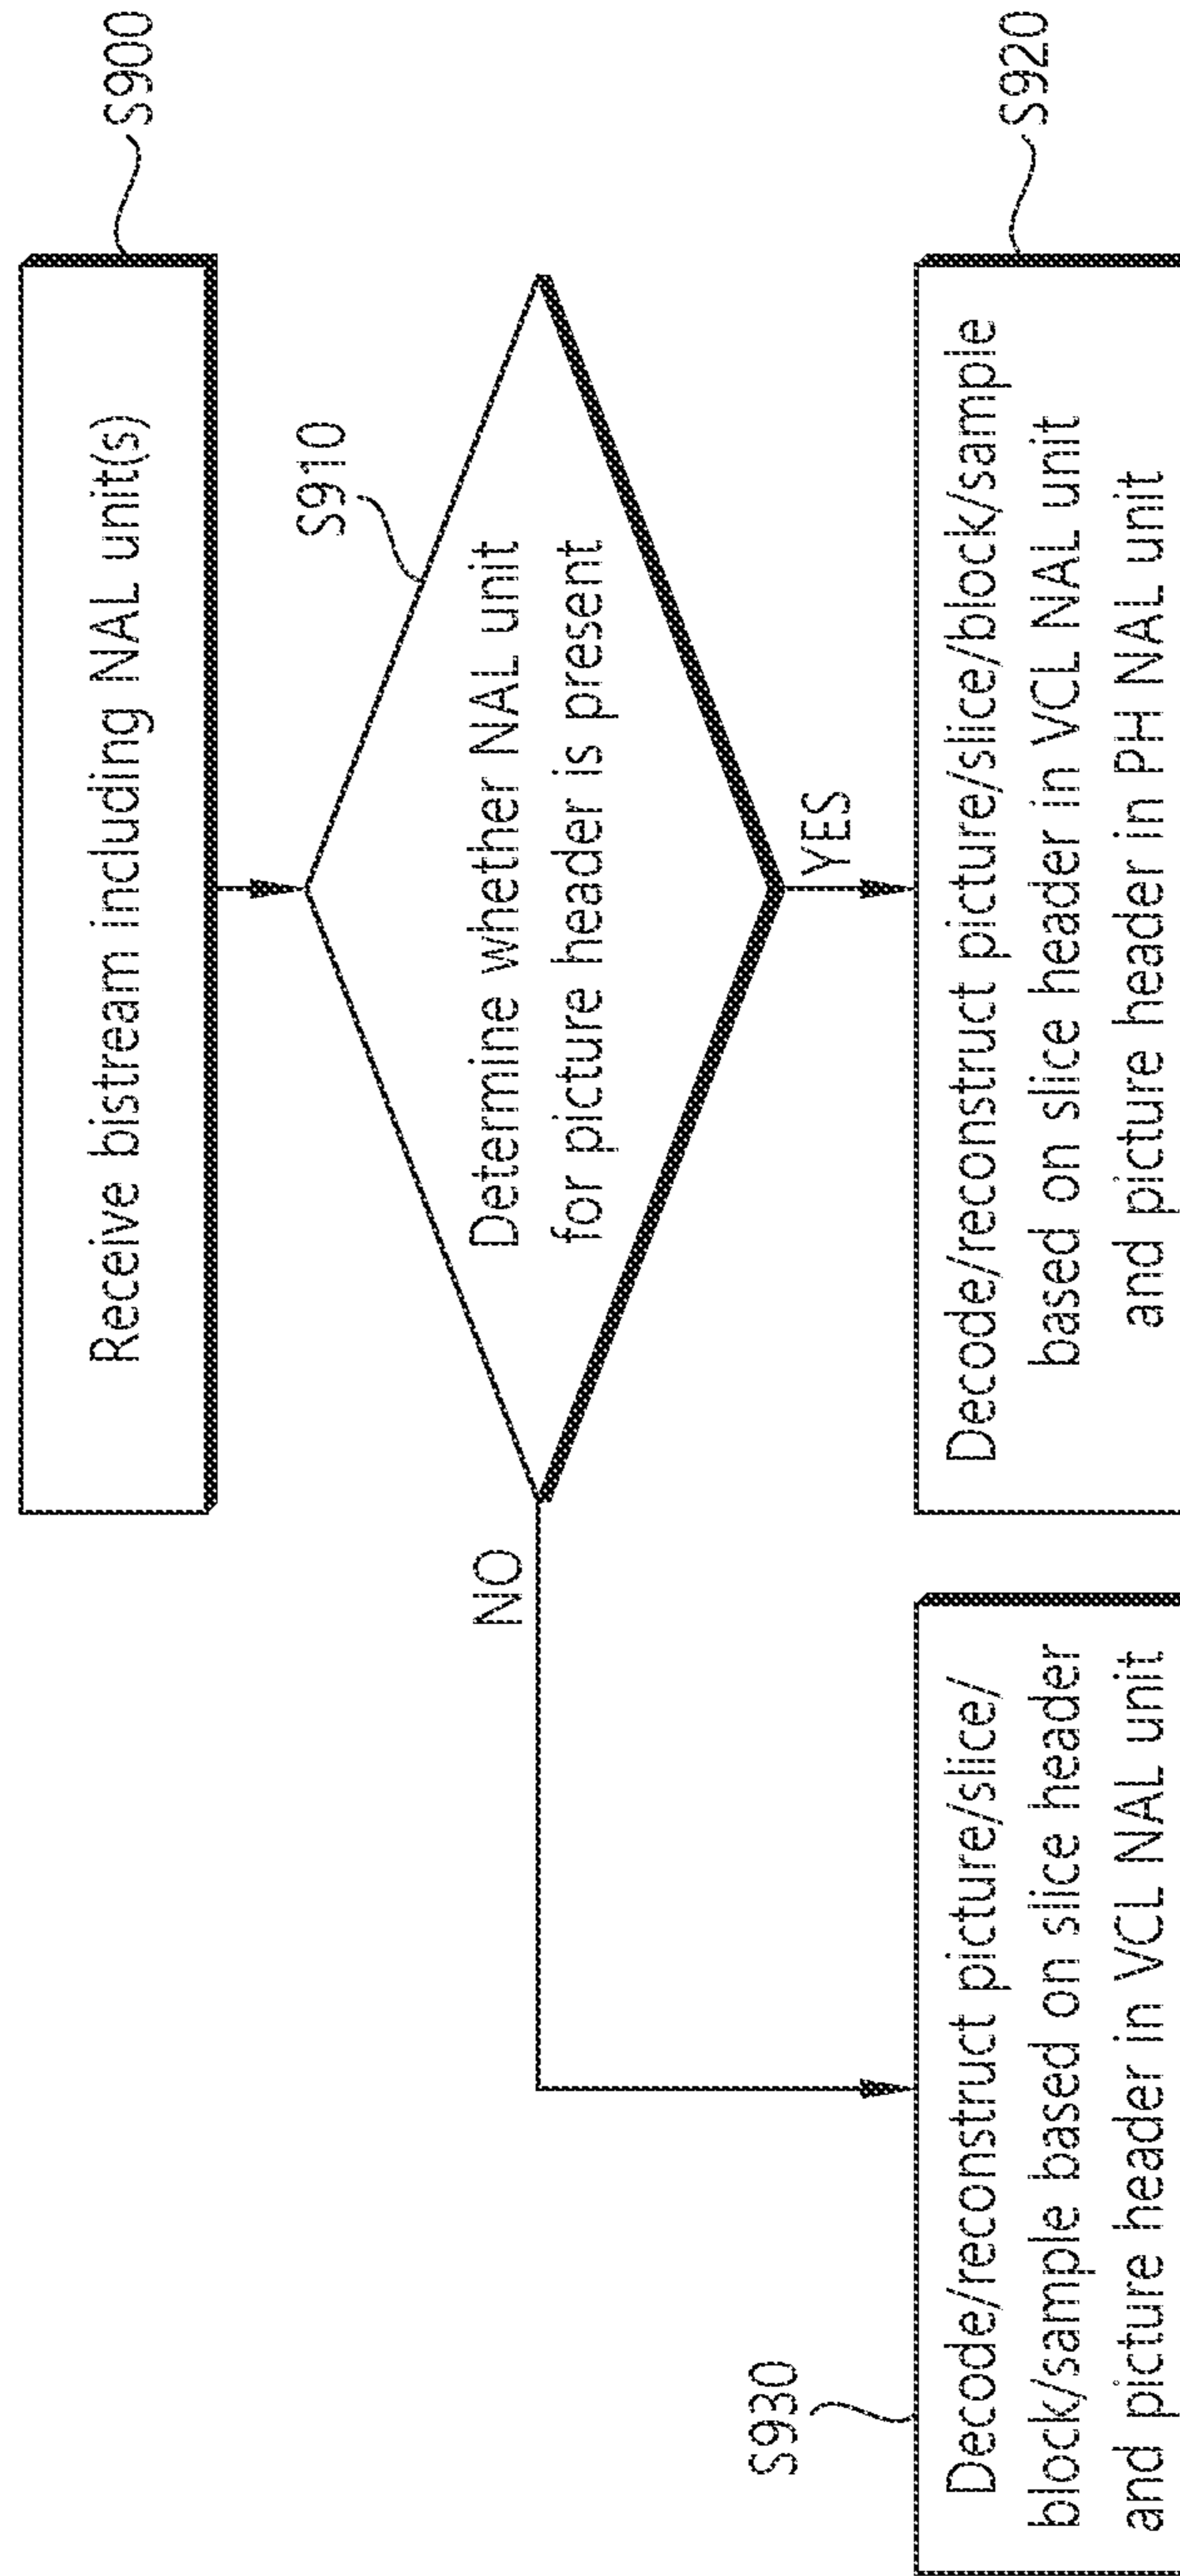 Receive bistream including NAL unit(s)
S900
S910
Determine whether NAL unit
for picture header is present
NO
YES
S930
Decode/reconstruct picture/slice/
block/sample based on slice header
and picture header in VCL NAL unit
Decode/reconstruct picture/slice/block/sample
based on slice header in VCL NAL unit
and picture header in PH NAL unit
S920